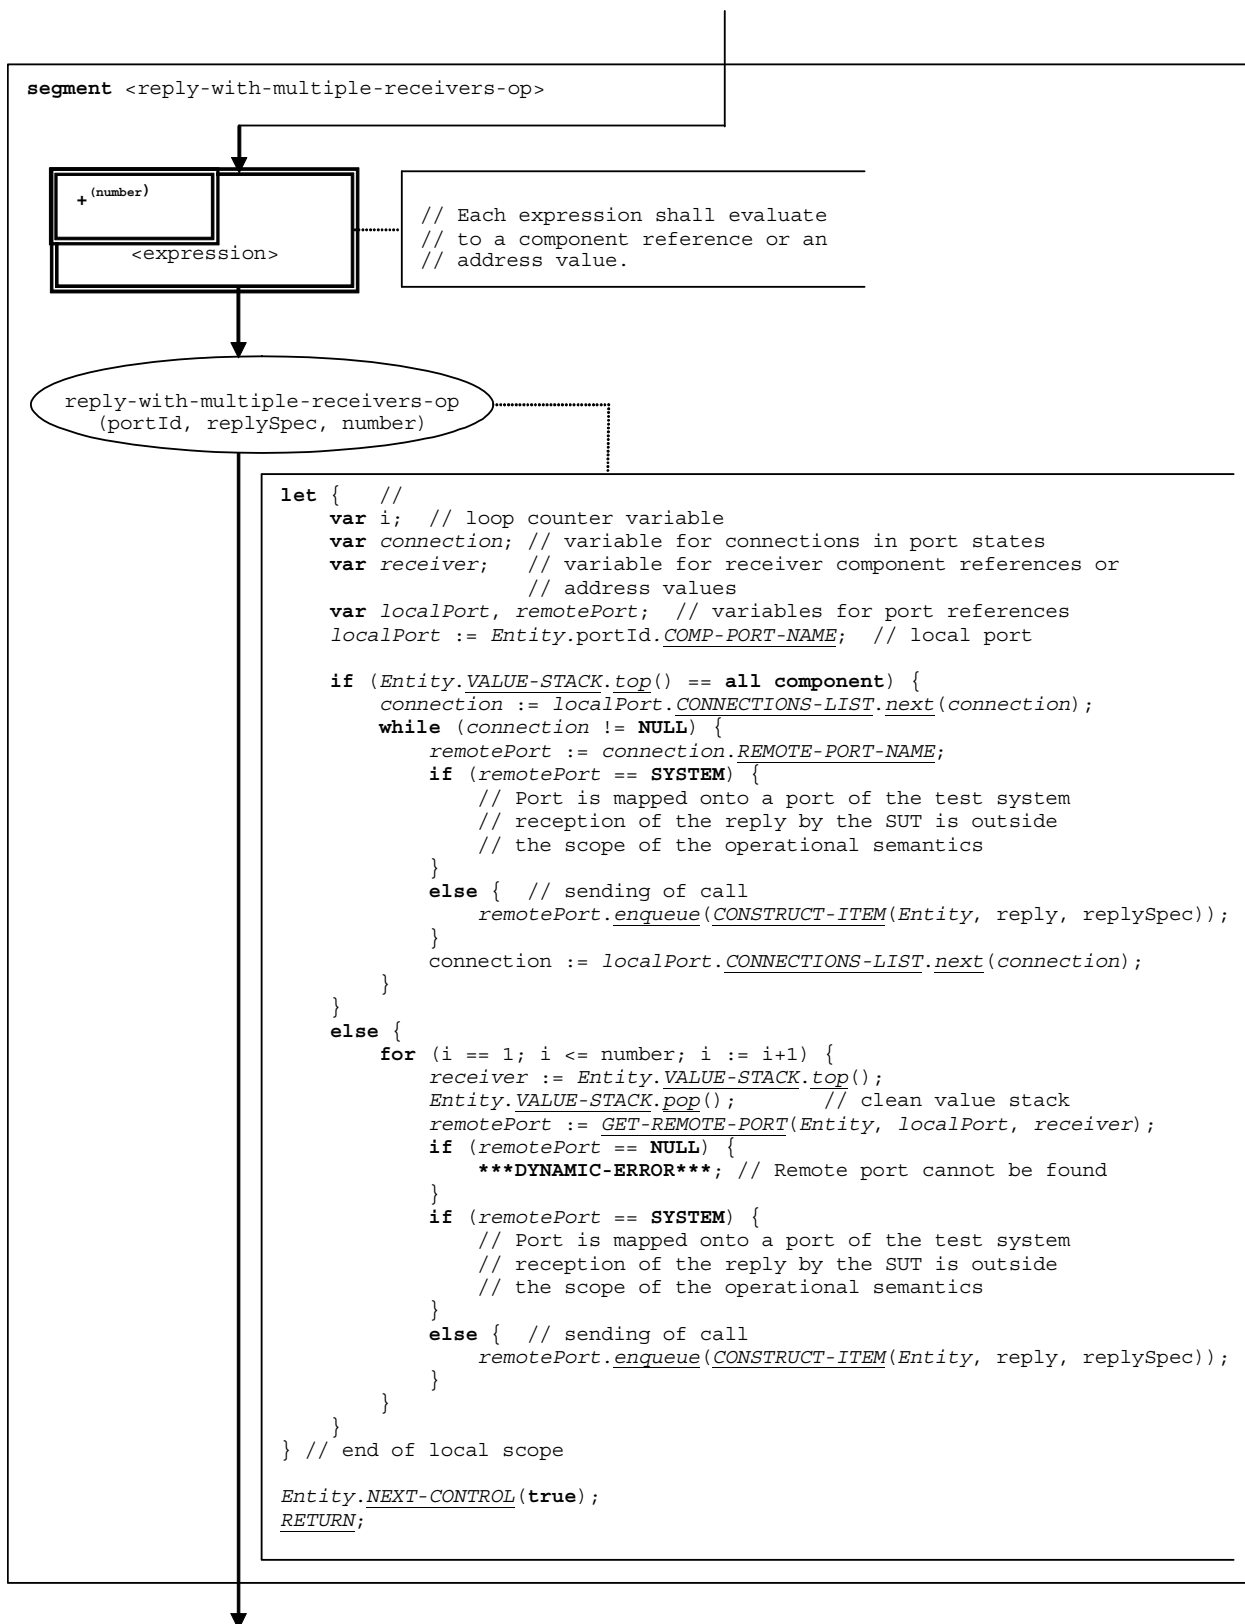 segment <reply-with-multiple-receivers-op>
+(number)
<expression>
// Each expression shall evaluate
// to a component reference or an
// address value.
reply-with-multiple-receivers-op
(portId, replySpec, number)
let {   //
    var i;  // loop counter variable
    var connection; // variable for connections in port states
    var receiver;   // variable for receiver component references or
                    // address values
    var localPort, remotePort;  // variables for port references
    localPort := Entity.portId.COMP-PORT-NAME;  // local port
    if (Entity.VALUE-STACK.top() == all component) {
        connection := localPort.CONNECTIONS-LIST.next(connection);
        while (connection != NULL) {
            remotePort := connection.REMOTE-PORT-NAME;
            if (remotePort == SYSTEM) {
                // Port is mapped onto a port of the test system
                // reception of the reply by the SUT is outside
                // the scope of the operational semantics
            }
            else {  // sending of call
                remotePort.enqueue(CONSTRUCT-ITEM(Entity, reply, replySpec));
            }
            connection := localPort.CONNECTIONS-LIST.next(connection);
        }
    }
    else {
        for (i == 1; i <= number; i := i+1) {
            receiver := Entity.VALUE-STACK.top();
            Entity.VALUE-STACK.pop();        // clean value stack
            remotePort := GET-REMOTE-PORT(Entity, localPort, receiver);
            if (remotePort == NULL) {
                ***DYNAMIC-ERROR***; // Remote port cannot be found
            }
            if (remotePort == SYSTEM) {
                // Port is mapped onto a port of the test system
                // reception of the reply by the SUT is outside
                // the scope of the operational semantics
            }
            else {  // sending of call
                remotePort.enqueue(CONSTRUCT-ITEM(Entity, reply, replySpec));
            }
        }
    }
} // end of local scope
Entity.NEXT-CONTROL(true);
RETURN;